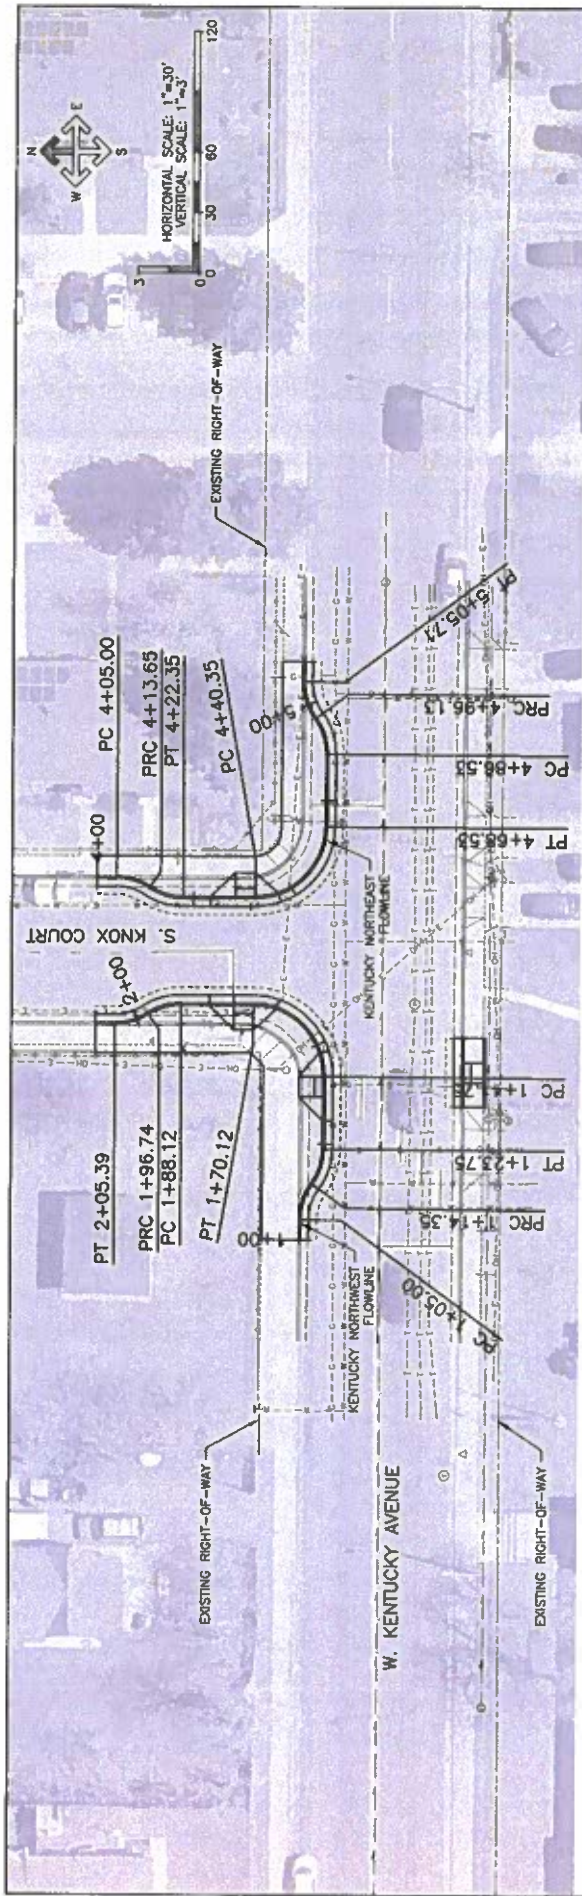 N
W
E
S
HORIZONTAL SCALE: 1"=30'
VERTICAL SCALE: 1"=3'
3
0
0
30
60
120
EXISTING RIGHT-OF-WAY
PC 4+05.00
PRC 4+13.65
PT 4+22.35
PC 4+40.35
5+00
PT 5+05.71
PRC 4+96.13
PC 4+86.53
PT 4+68.53
KENTUCKY NORTHEAST
FLOWLINE
S. KNOX COURT
2+00
PT 2+05.39
PRC 1+96.74
PC 1+88.12
PT 1+70.12
1+00
PT 1+23.75
PRC 1+14.35
PC 1+05.00
KENTUCKY NORTHWEST
FLOWLINE
EXISTING RIGHT-OF-WAY
W. KENTUCKY AVENUE
EXISTING RIGHT-OF-WAY